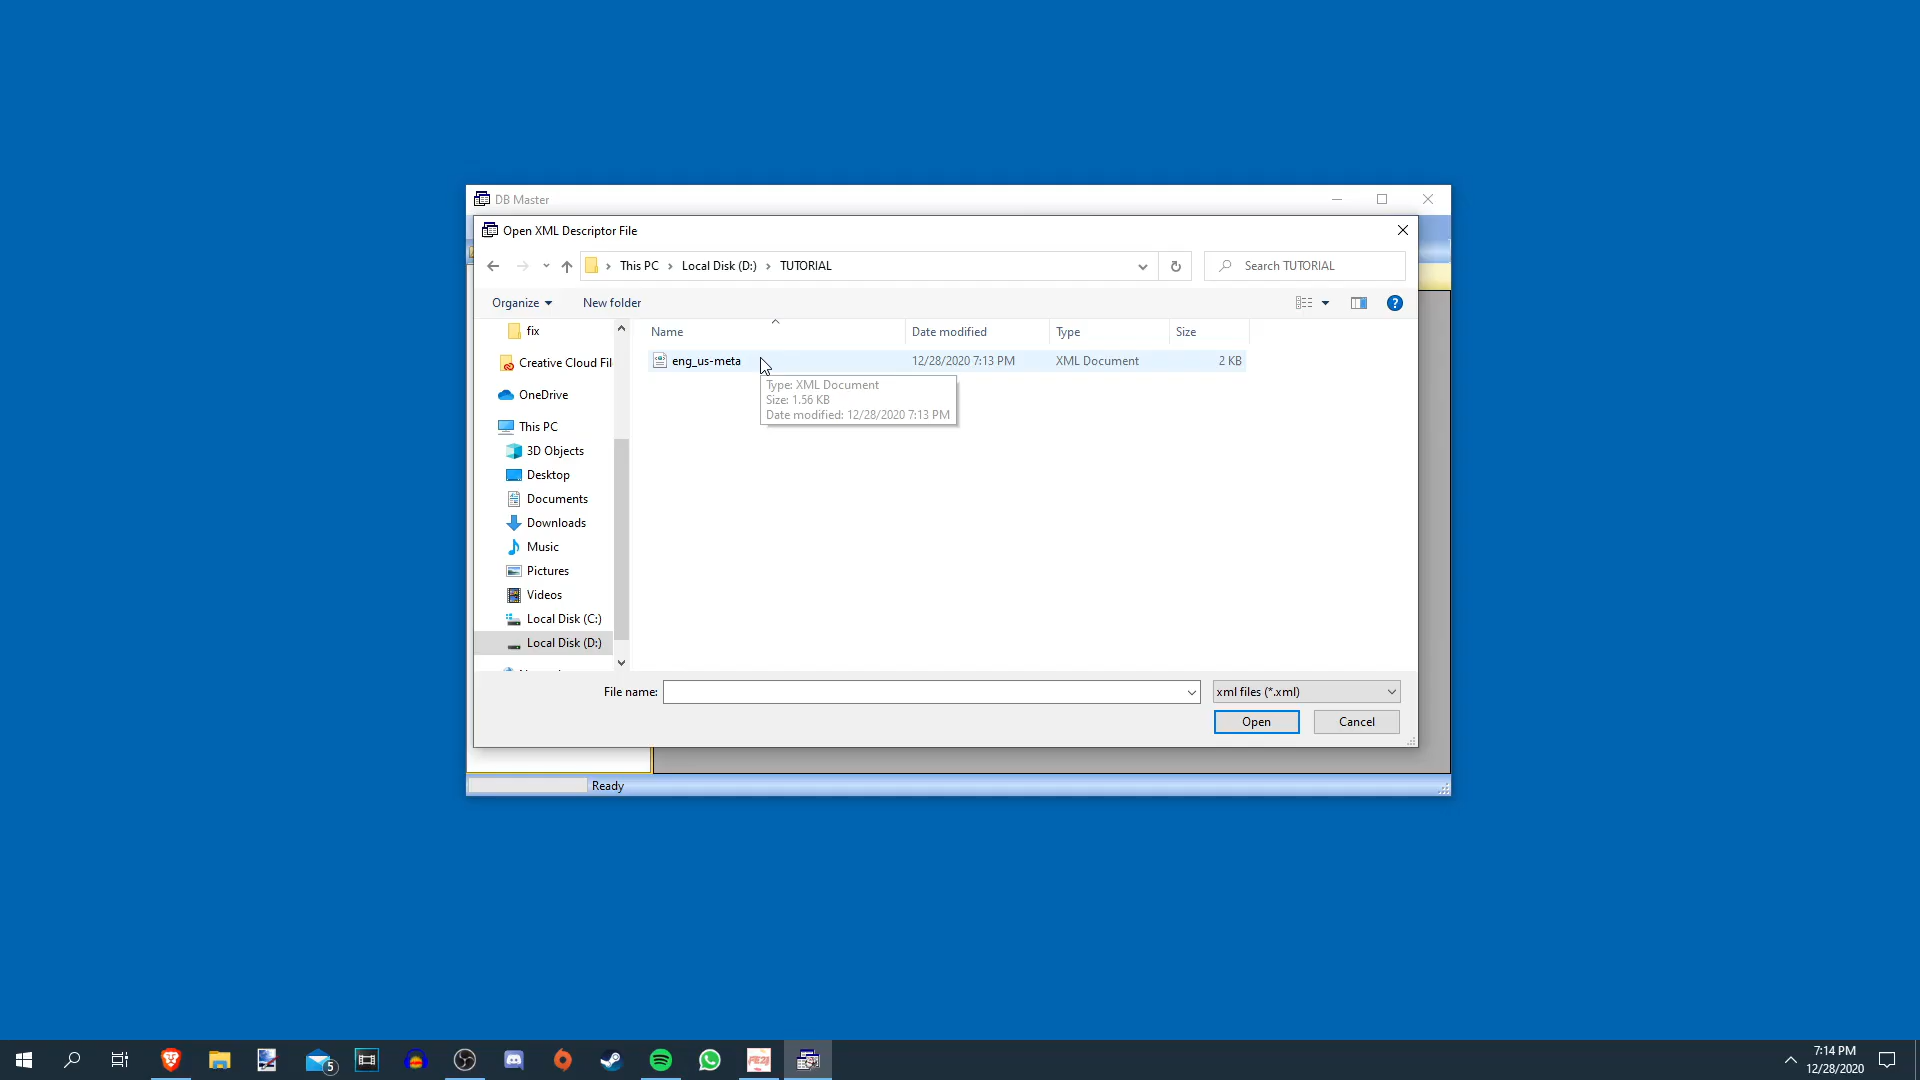 DB Master
Open XML Descriptor File
This PC > Local Disk (D:) > TUTORIAL
Search TUTORIAL
Organize
New folder
fix
Creative Cloud Fil
OneDrive
This PC
3D Objects
Desktop
Documents
Downloads
Music
Pictures
Videos
Local Disk (C:)
Local Disk (D:)
Name Date modified Type Size
eng_us-meta 12/28/2020 7:13 PM XML Document 2 KB
Type: XML Document
Size: 1.56 KB
Date modified: 12/28/2020 7:13 PM
File name:
xml files (*.xml)
Open
Cancel
Ready
5
FE21
7:14 PM
12/28/2020